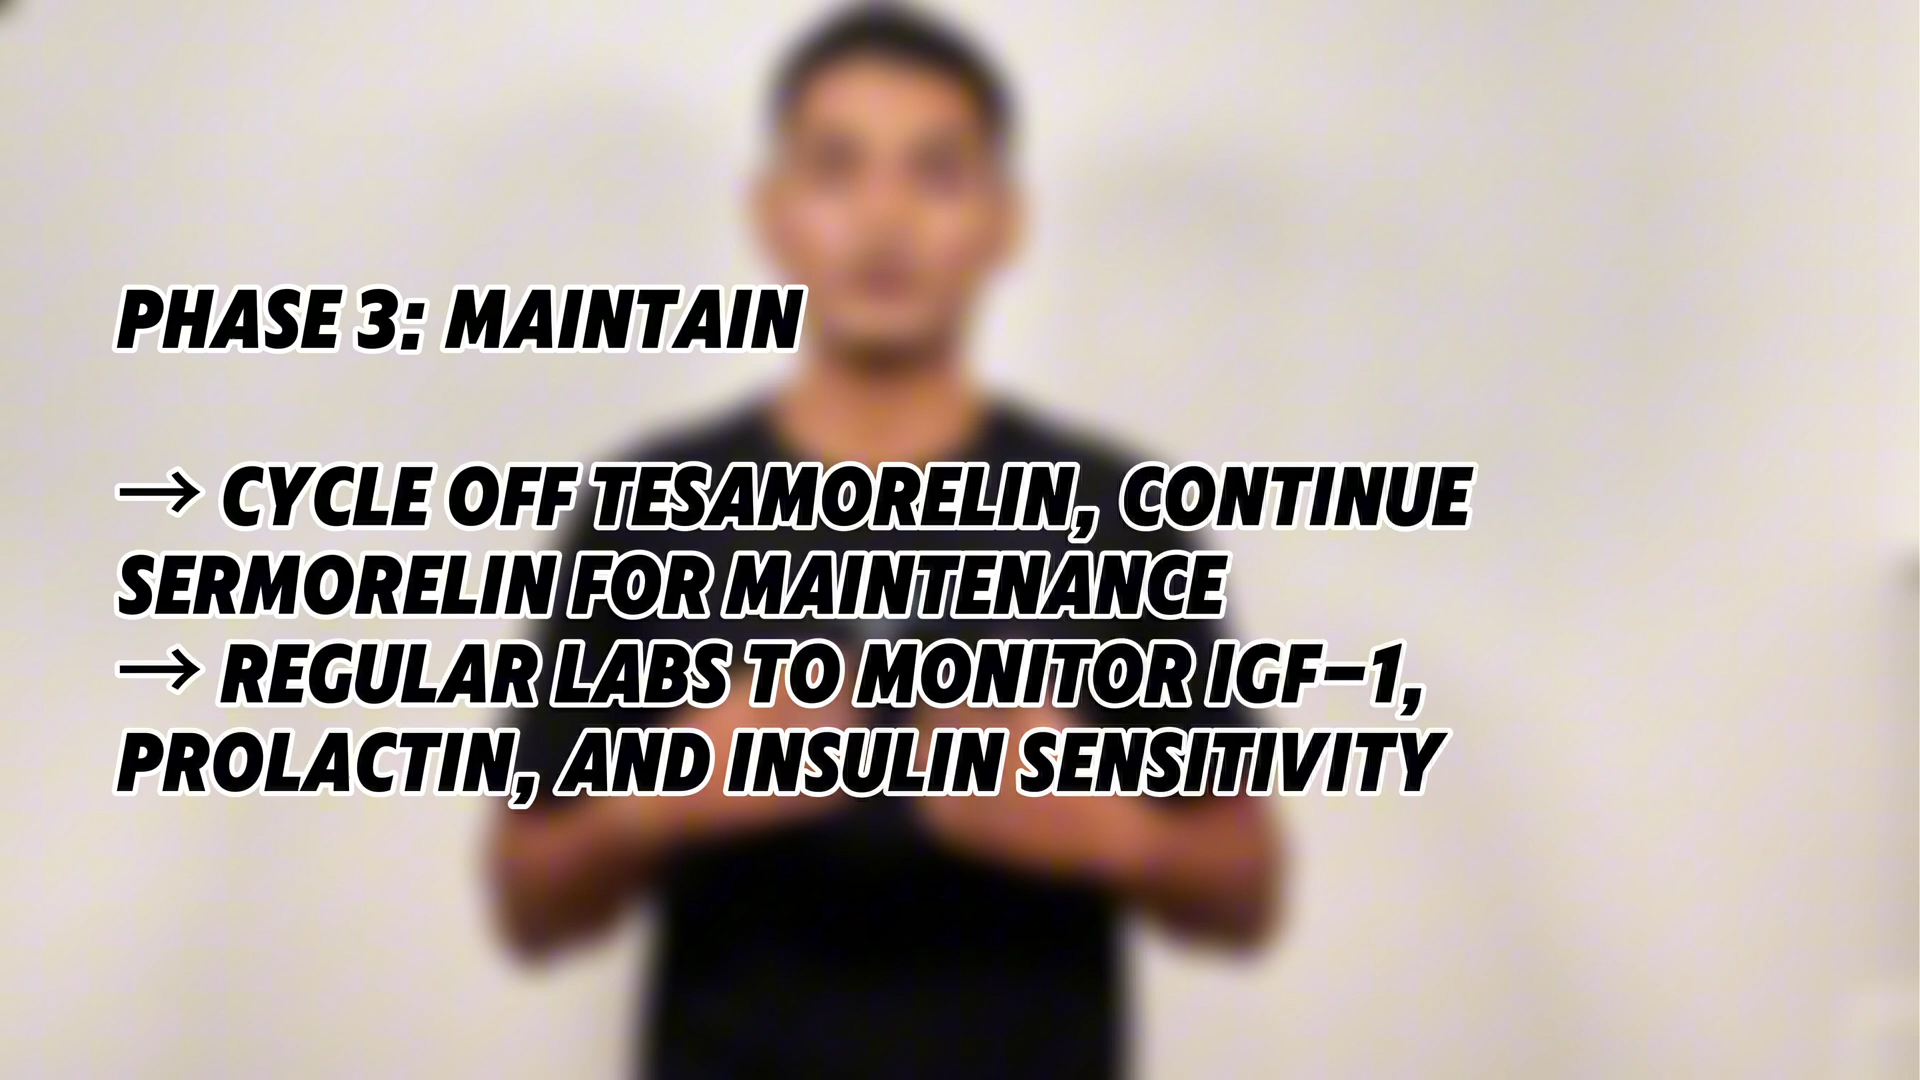 PHASE 3: MAINTAIN
→ CYCLE OFF TESAMORELIN, CONTINUE
SERMORELIN FOR MAINTENANCE
→ REGULAR LABS TO MONITOR IGF-1,
PROLACTIN, AND INSULIN SENSITIVITY